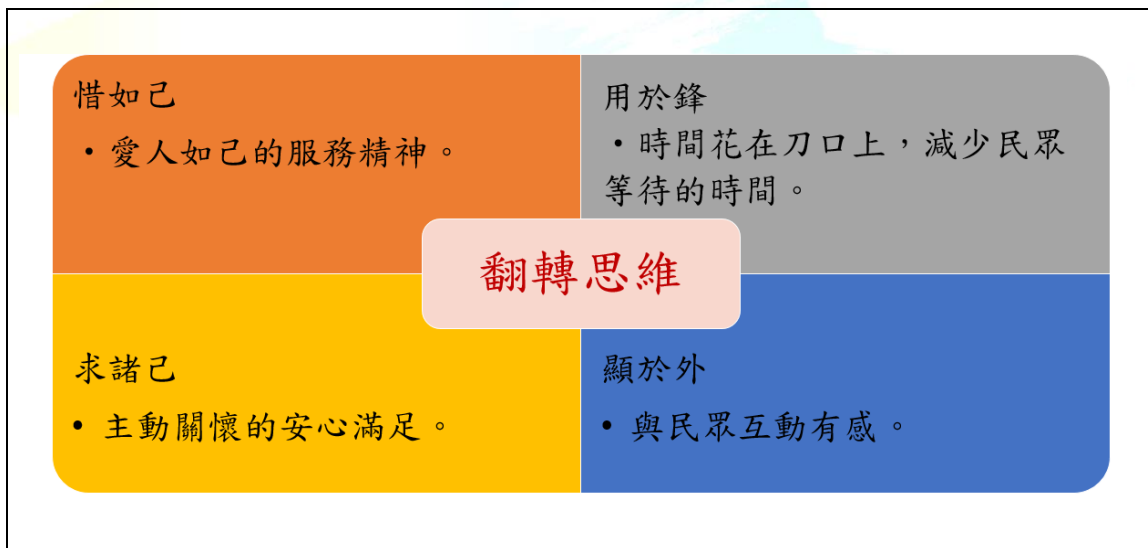 惜如己
•愛人如己的服務精神。
用於鋒
•時間花在刀口上，減少民眾
等待的時間。
翻轉思維
求諸己
• 主動關懷的安心滿足。
顯於外
• 與民眾互動有感。